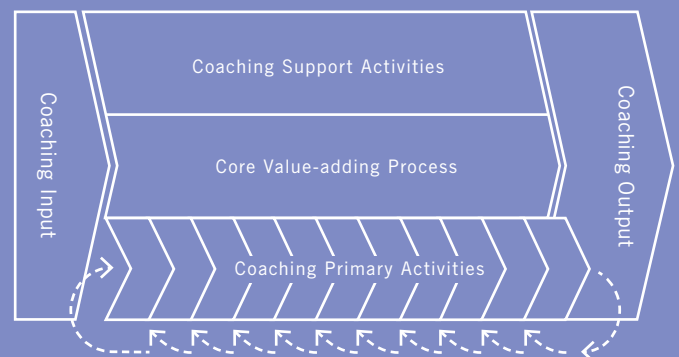 Coaching Input
Coaching Support Activities
Core Value-adding Process
Coaching Primary Activities
Coaching Output